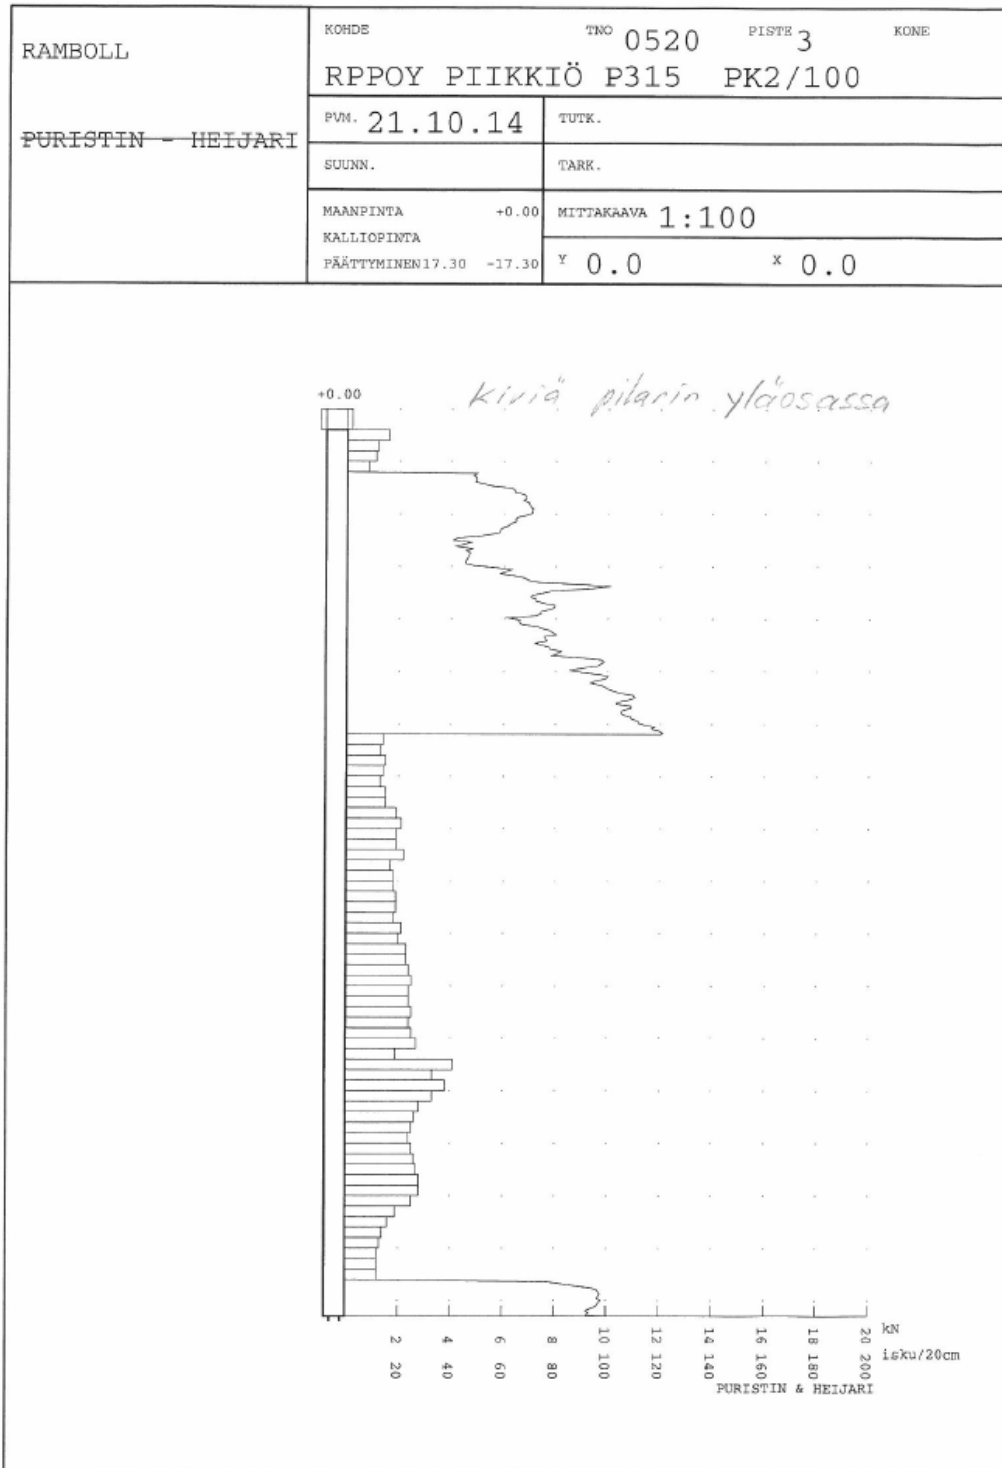 RAMBOLL
PURISTIN - HEIJARI
KOHDE TNO 0520 PISTE 3 KONE
RPPOY PIIKKIÖ P315 PK2/100
PVM. 21.10.14 TUTK.
SUUNN. TARK.
MAANPINTA +0.00 MITTAKAAVA 1:100
KALLIOPINTA
PÄÄTTYMINEN17.30 -17.30 Y 0.0 X 0.0
+0.00
kiviä pilarin yläosassa
2 4 6 8 10 12 14 16 18 20 kN
20 40 60 80 100 120 140 160 180 200 isku/20cm
PURISTIN & HEIJARI